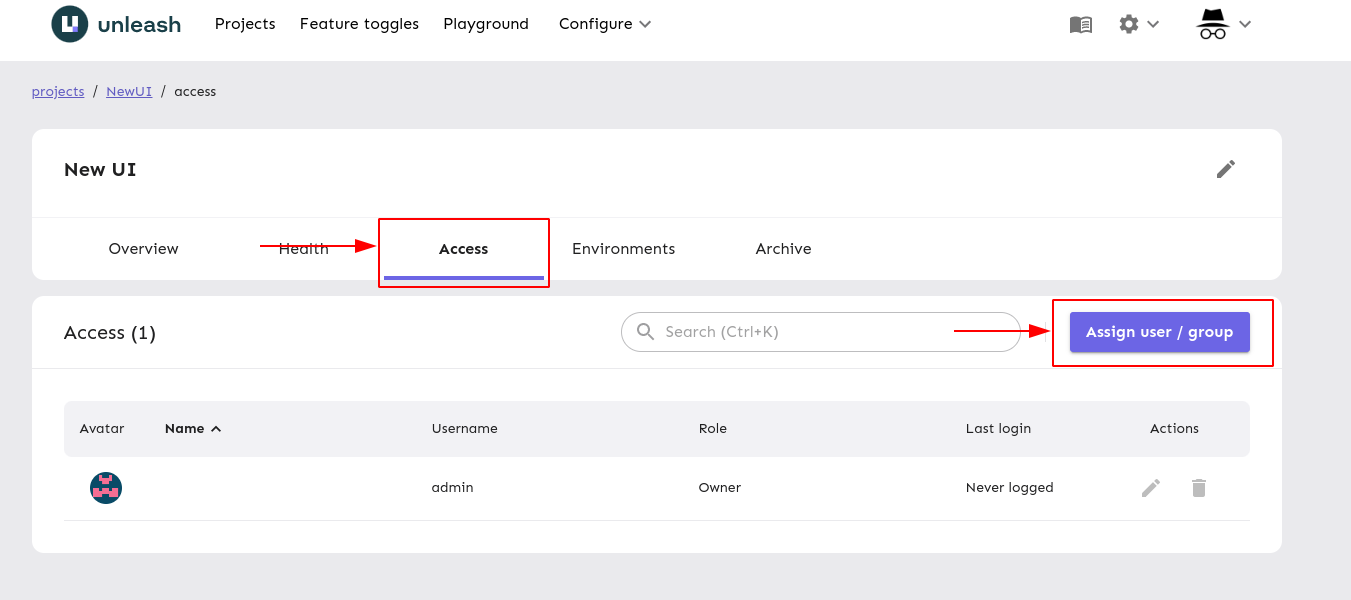 unleash Projects Feature toggles Playground Configure
projects / NewUI / access
New UI
Overview Health Access Environments Archive
Access (1) Search (Ctrl+K) Assign user / group
Avatar Name Username Role Last login Actions
admin Owner Never logged